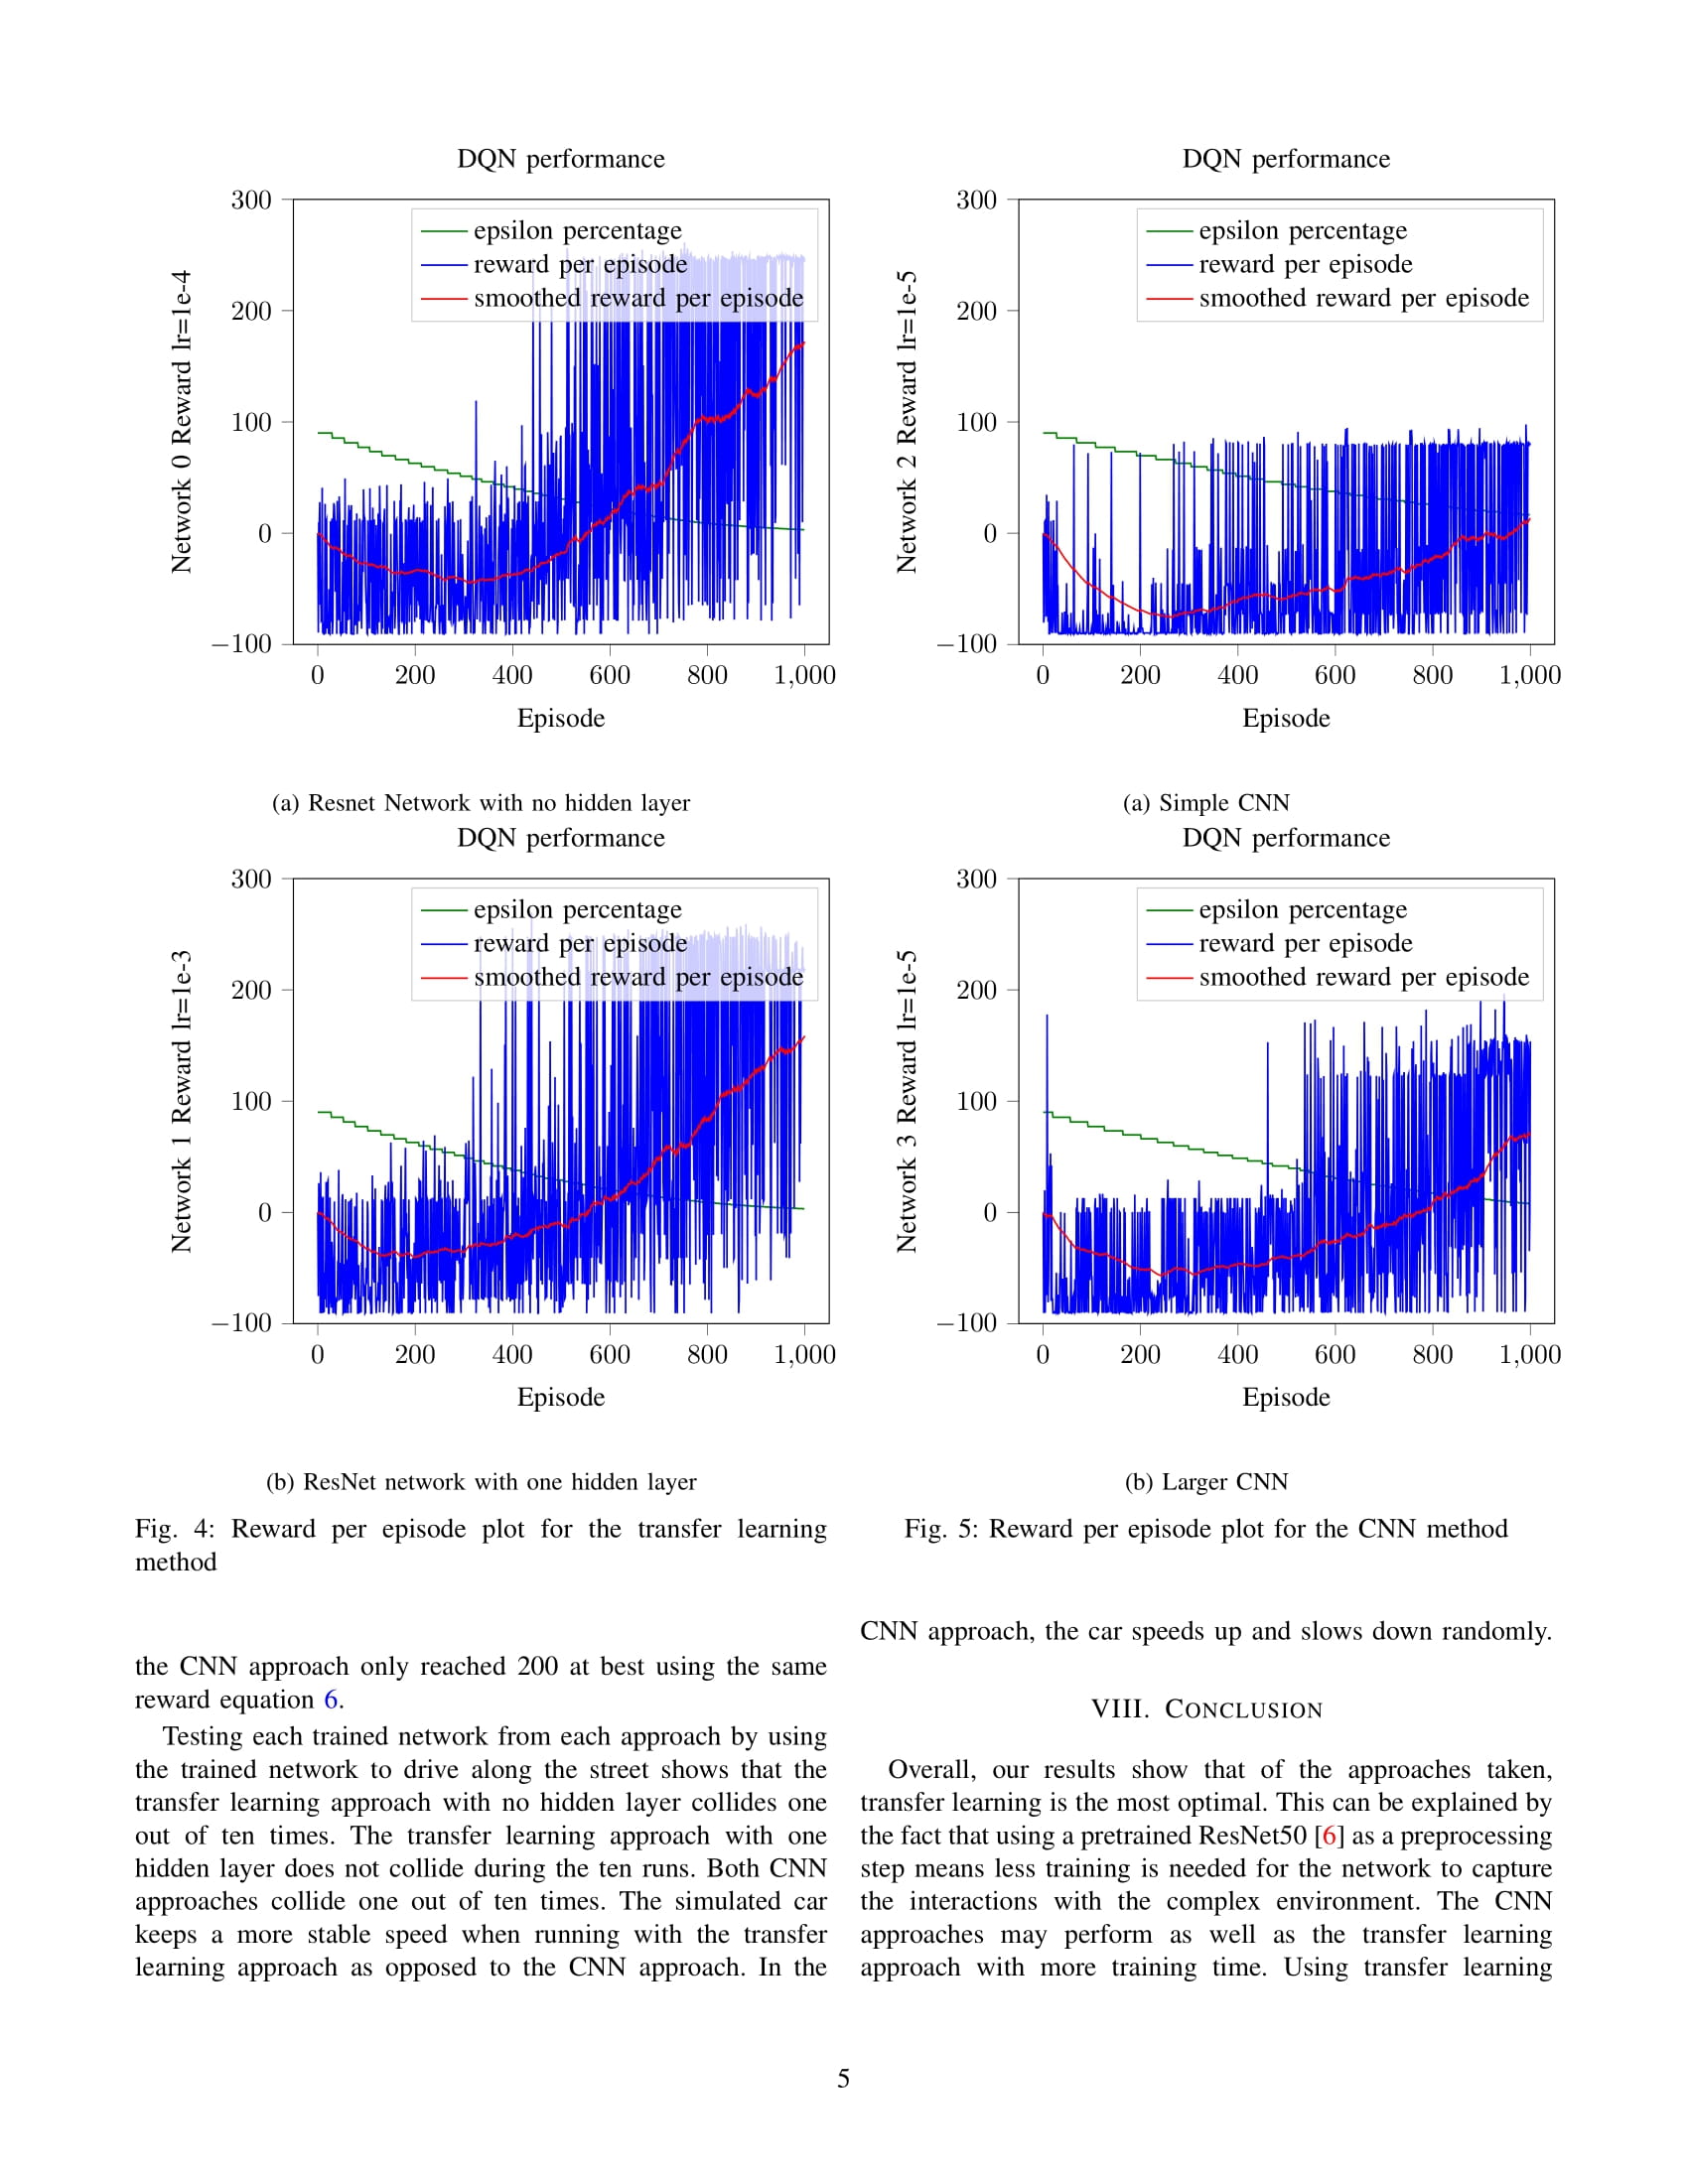 DQN performance
300
200
100
0
−100
Network 0 Reward lr=1e-4
epsilon percentage
reward per episode
smoothed reward per episode
0 200 400 600 800 1,000
Episode
(a) Resnet Network with no hidden layer
DQN performance
300
200
100
0
−100
Network 1 Reward lr=1e-3
epsilon percentage
reward per episode
smoothed reward per episode
0 200 400 600 800 1,000
Episode
(b) ResNet network with one hidden layer
Fig. 4: Reward per episode plot for the transfer learning
method
the CNN approach only reached 200 at best using the same
reward equation 6.
Testing each trained network from each approach by using
the trained network to drive along the street shows that the
transfer learning approach with no hidden layer collides one
out of ten times. The transfer learning approach with one
hidden layer does not collide during the ten runs. Both CNN
approaches collide one out of ten times. The simulated car
keeps a more stable speed when running with the transfer
learning approach as opposed to the CNN approach. In the
DQN performance
300
200
100
0
−100
Network 2 Reward lr=1e-5
epsilon percentage
reward per episode
smoothed reward per episode
0 200 400 600 800 1,000
Episode
(a) Simple CNN
DQN performance
300
200
100
0
−100
Network 3 Reward lr=1e-5
epsilon percentage
reward per episode
smoothed reward per episode
0 200 400 600 800 1,000
Episode
(b) Larger CNN
Fig. 5: Reward per episode plot for the CNN method
CNN approach, the car speeds up and slows down randomly.
VIII. CONCLUSION
Overall, our results show that of the approaches taken,
transfer learning is the most optimal. This can be explained by
the fact that using a pretrained ResNet50 [6] as a preprocessing
step means less training is needed for the network to capture
the interactions with the complex environment. The CNN
approaches may perform as well as the transfer learning
approach with more training time. Using transfer learning
5